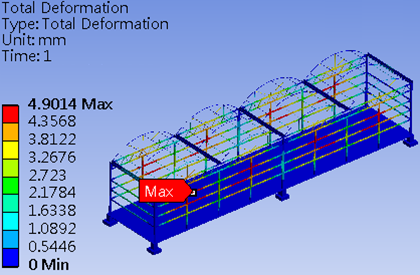 Total Deformation
Type: Total Deformation
Unit: mm
Time: 1
4.9014 Max
4.3568
3.8122
3.2676
2.723
2.1784
1.6338
1.0892
0.5446
0 Min
Max